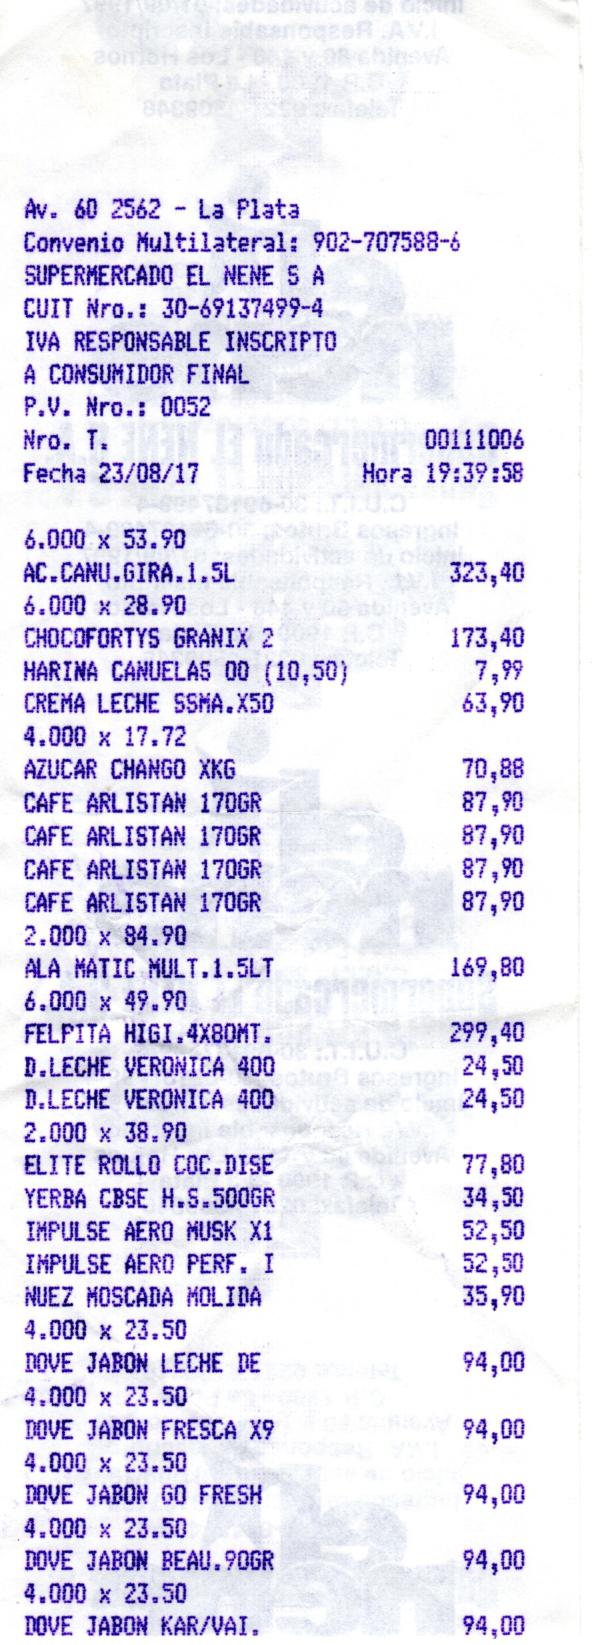 Av. 60 2562 - La Plata
Convenio Multilateral: 902-707588-6
SUPERMERCADO EL NENE S A
CUIT Nro.: 30-69137499-4
IVA RESPONSABLE INSCRIPTO
A CONSUMIDOR FINAL
P.V. Nro.: 0052
Nro. T. 00111006
Fecha 23/08/17 Hora 19:39:58
6.000 x 53.90
AC.CANU.GIRA.1.5L 323,40
6.000 x 28.90
CHOCOFORTYS GRANIX 2 173,40
HARINA CANUELAS 00 (10,50) 7,99
CREMA LECHE SSMA.X50 63,90
4.000 x 17.72
AZUCAR CHANGO XKG 70,88
CAFE ARLISTAN 170GR 87,90
CAFE ARLISTAN 170GR 87,90
CAFE ARLISTAN 170GR 87,90
CAFE ARLISTAN 170GR 87,90
2.000 x 84.90
ALA MATIC MULT.1.5LT 169,80
6.000 x 49.90
FELPITA HIGI.4X80MT. 299,40
D.LECHE VERONICA 400 24,50
D.LECHE VERONICA 400 24,50
2.000 x 38.90
ELITE ROLLO COC.DISE 77,80
YERBA CBSE H.S.500GR 34,50
IMPULSE AERO MUSK X1 52,50
IMPULSE AERO PERF. I 52,50
NUEZ MOSCADA MOLIDA 35,90
4.000 x 23.50
DOVE JABON LECHE DE 94,00
4.000 x 23.50
DOVE JABON FRESCA X9 94,00
4.000 x 23.50
DOVE JABON GO FRESH 94,00
4.000 x 23.50
DOVE JABON BEAU.90GR 94,00
4.000 x 23.50
DOVE JABON KAR/VAI. 94,00